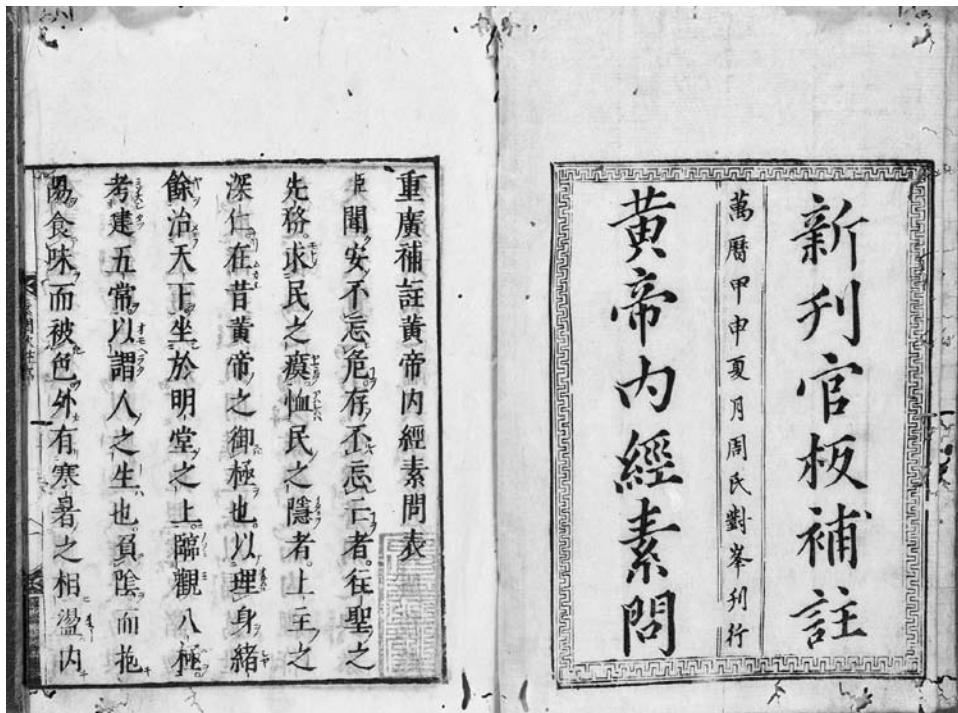 新刋官板補註
萬曆甲申夏月周氏對峯刋行
黃帝内經素問
重廣補註黃帝内經素問表
臣聞安不忘危存不忘亡者往聖之
先務求民之瘼恤民之隱者上主之
深仁在昔黃帝之御極也以理身緒
餘治天下坐於明堂之上臨觀八極
考建五常以謂人之生也負陰而抱
陽食味而被色外有寒暑之相盪内